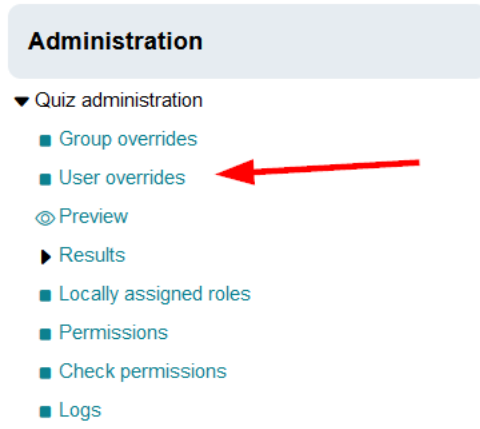 Administration
Quiz administration
Group overrides
User overrides
Preview
Results
Locally assigned roles
Permissions
Check permissions
Logs